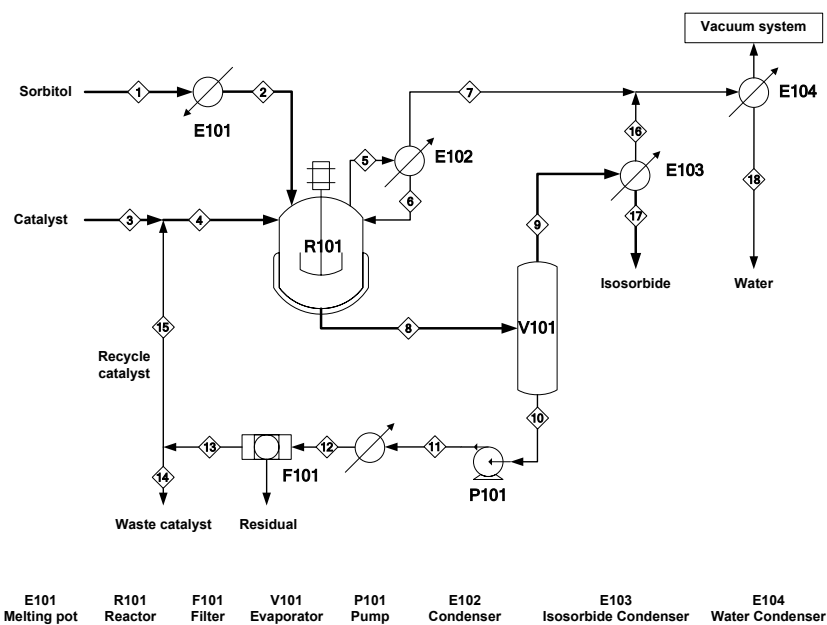 Vacuum system
Sorbitol
1
2
7
E104
E101
5
E102
16
E103
18
6
Catalyst
3
4
R101
9
17
Isosorbide
Water
8
V101
15
Recycle
catalyst
10
13
12
11
F101
P101
14
Waste catalyst
Residual
E101
Melting pot
R101
Reactor
F101
Filter
V101
Evaporator
P101
Pump
E102
Condenser
E103
Isosorbide Condenser
E104
Water Condenser